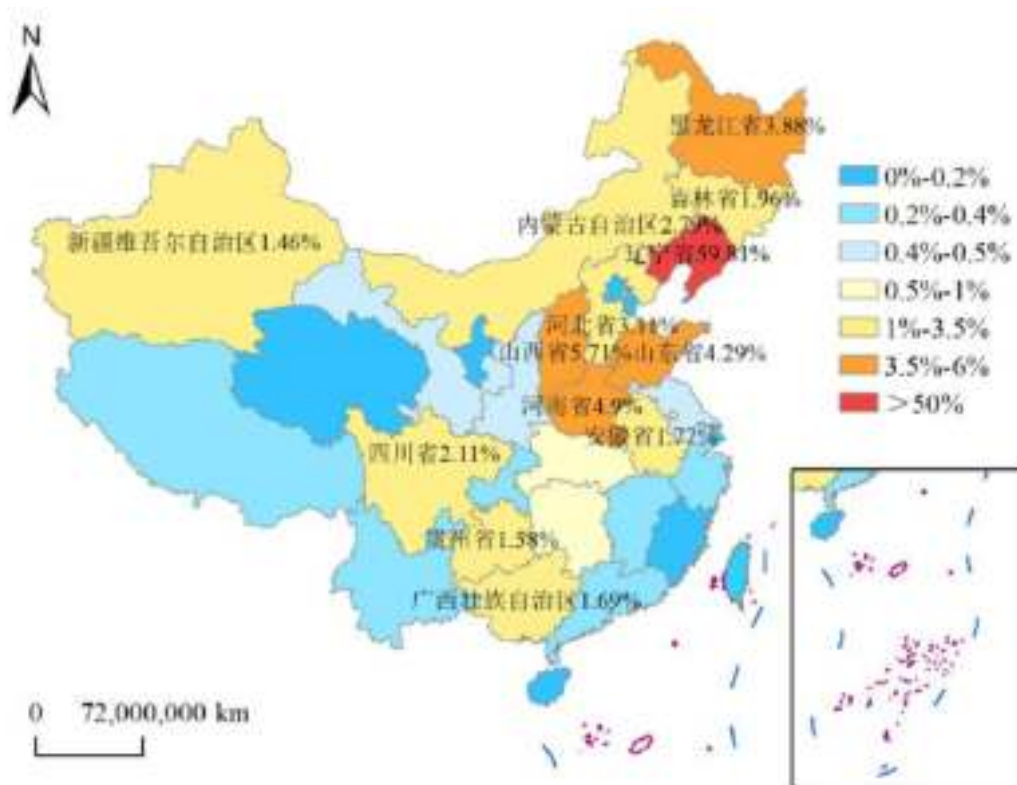 N
黑龙江省3.88%
吉林省1.96%
内蒙古自治区2.79%
辽宁省59.81%
新疆维吾尔自治区1.46%
河北省3.11%
山西省5.71%
山东省4.29%
河南省4.9%
安徽省1.72%
四川省2.11%
贵州省1.58%
广西壮族自治区1.69%
0%-0.2%
0.2%-0.4%
0.4%-0.5%
0.5%-1%
1%-3.5%
3.5%-6%
＞50%
0 72,000,000 km